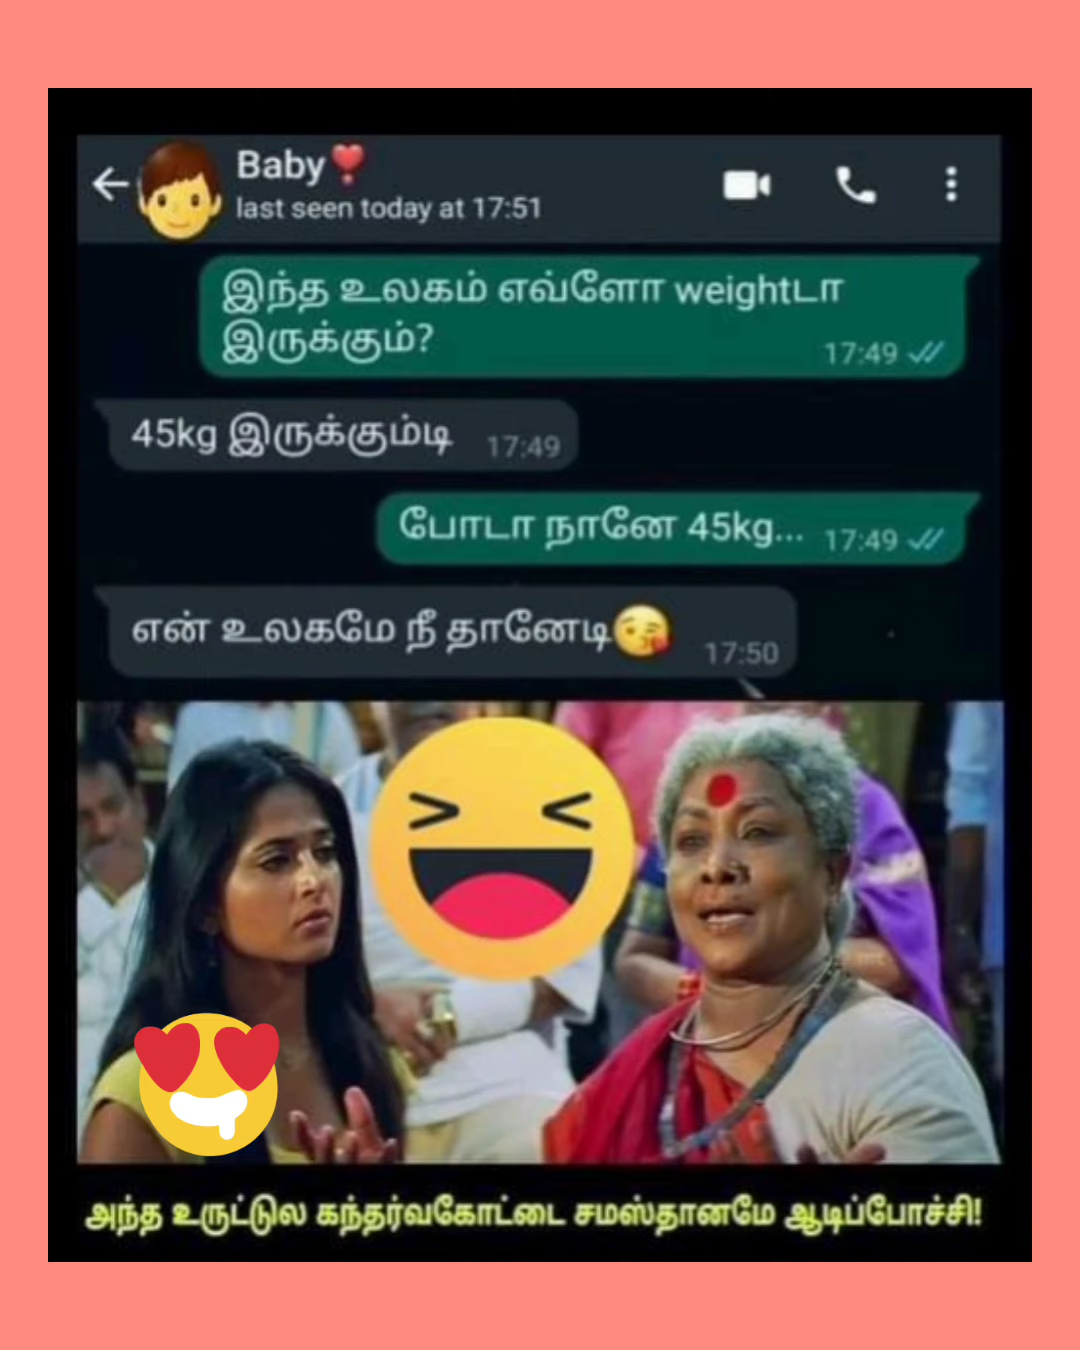 Baby❣
last seen today at 17:51
இந்த உலகம் எவ்ளோ weightடா
இருக்கும்?
17:49
45kg இருக்கும்டி 17:49
போடா நானே 45kg... 17:49
என் உலகமே நீ தானேடி😘 17:50
அந்த உருட்டுல கந்தர்வகோட்டை சமஸ்தானமே ஆடிப்போச்சி!